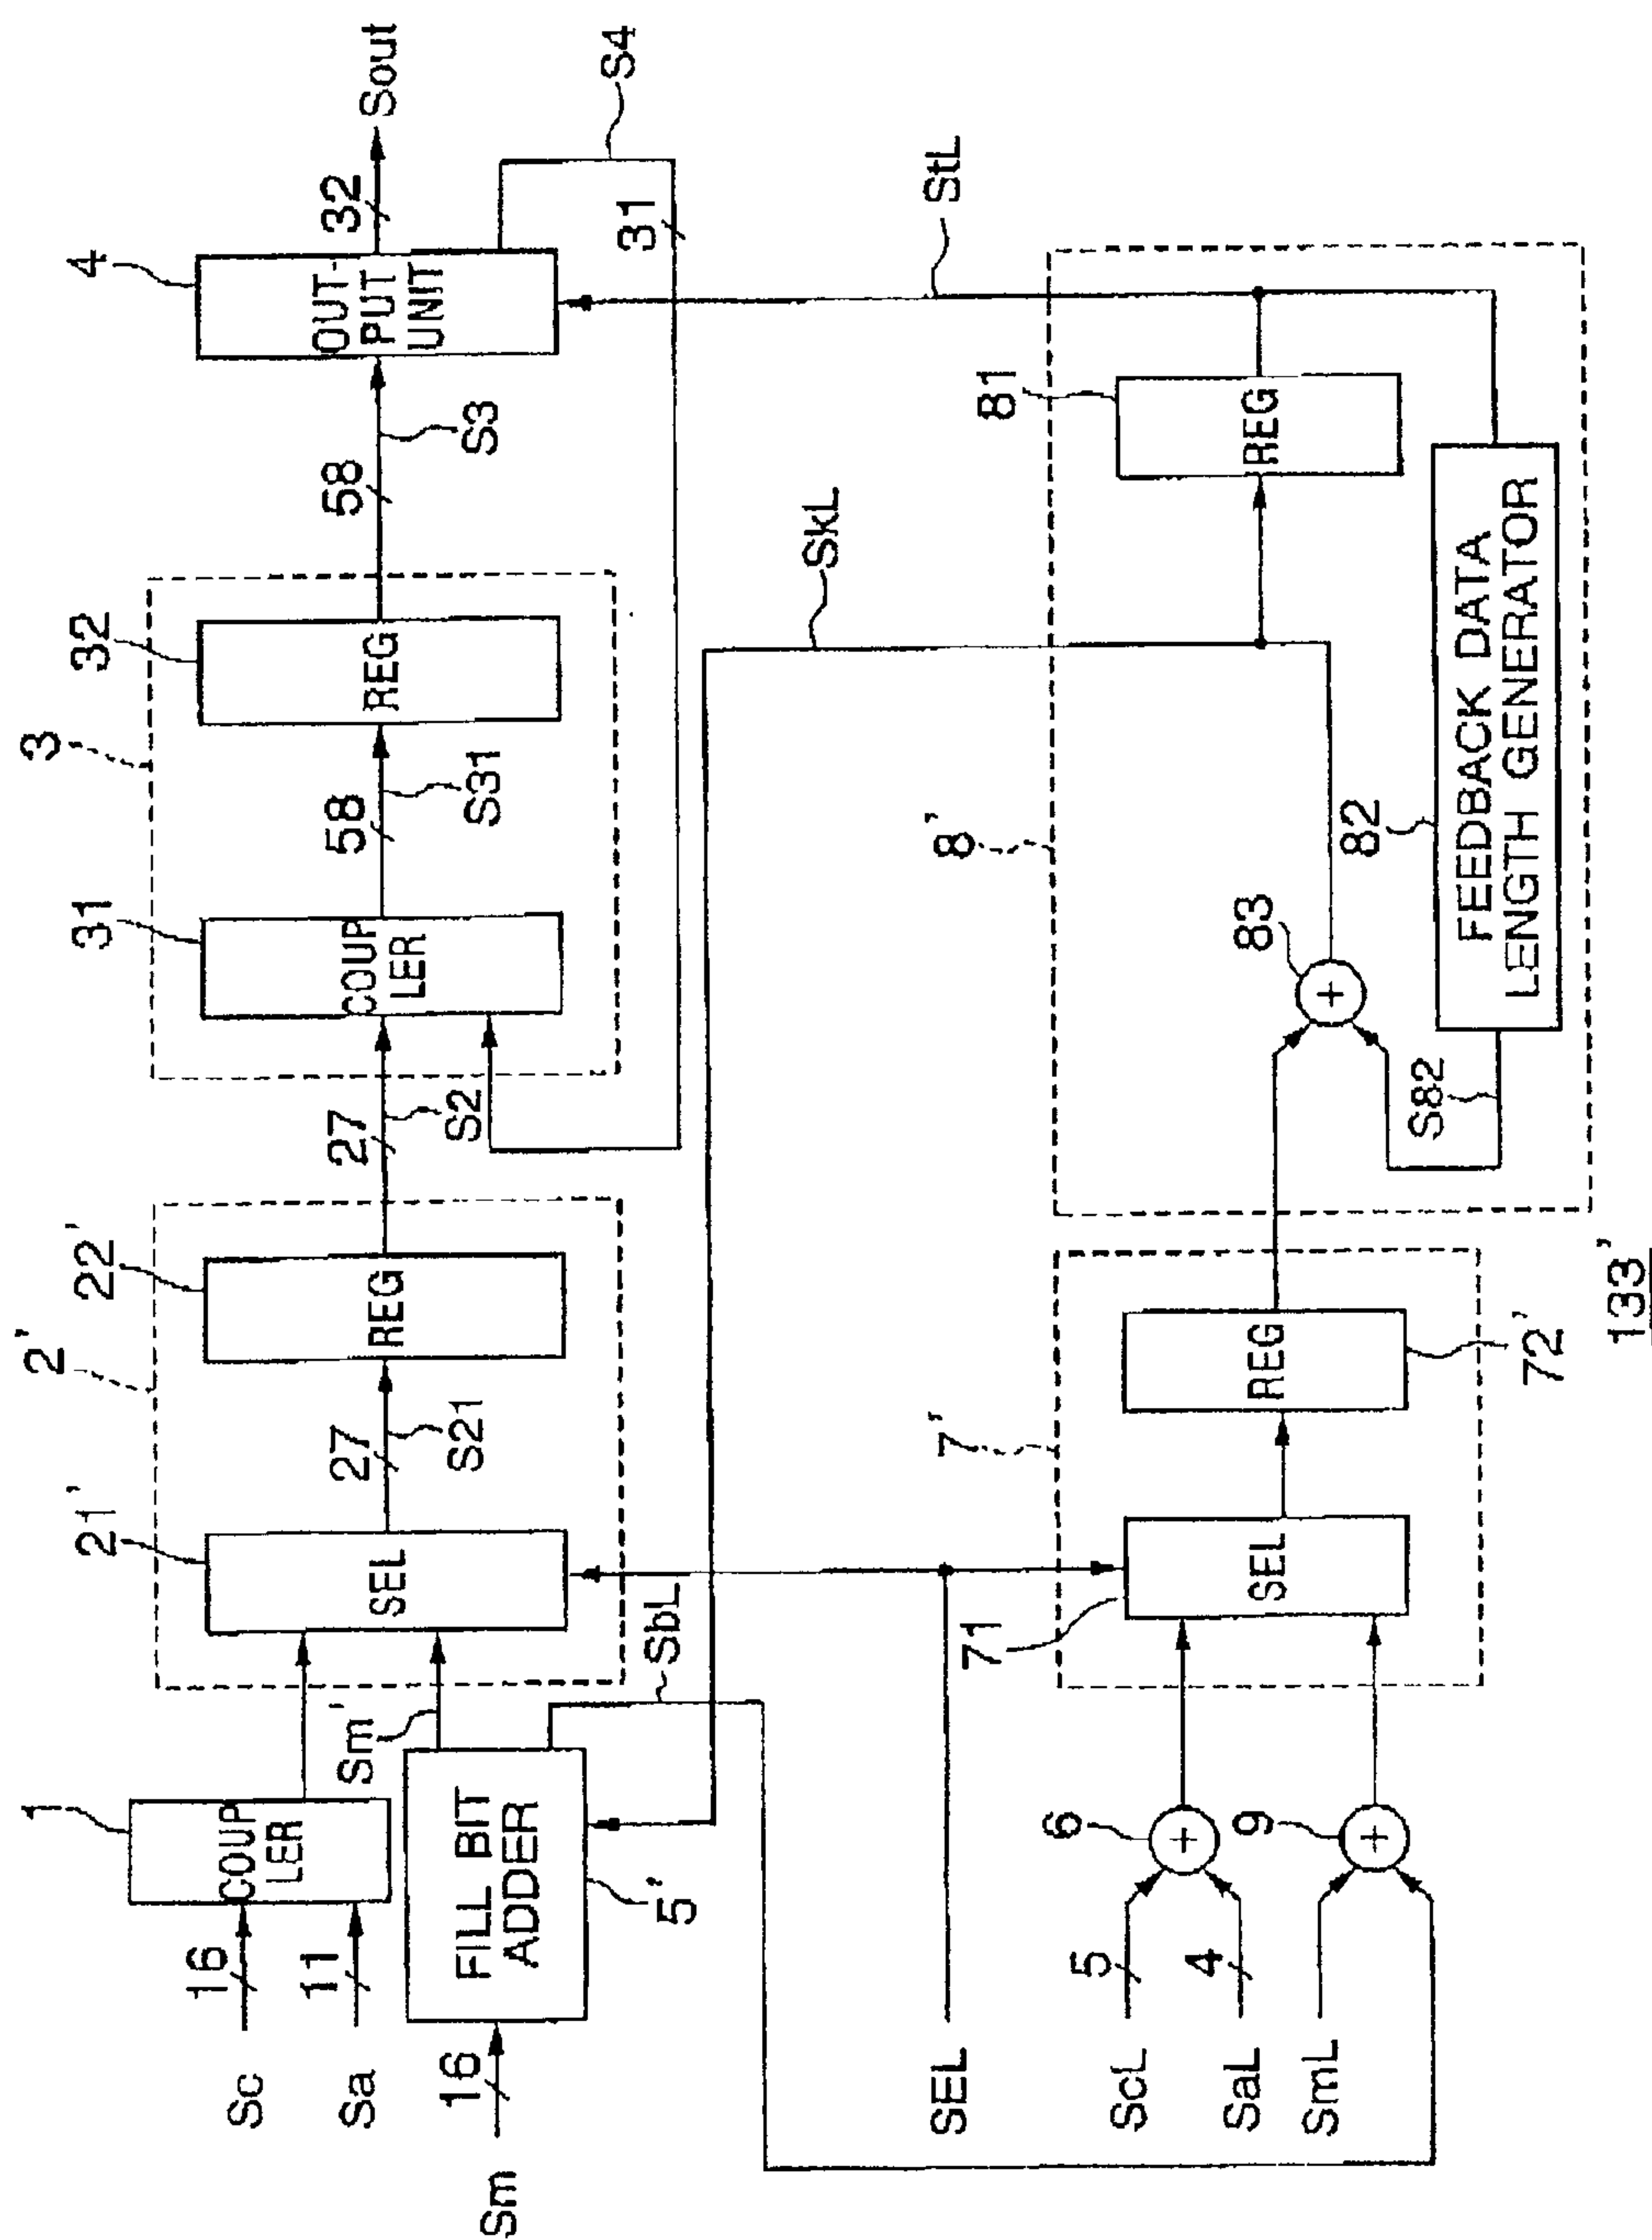 Sc
16
Sa
11
1
COUP
LER
Sm
16
FILL BIT
ADDER
5'
Sm'
SbL
2'
21'
SEL
27
S21
22'
REG
27
S2
3
31
COUP
LER
58
S31
32
REG
58
S3
4
OUT-
PUT
UNIT
32
Sout
S4
31
SkL
StL
SEL
ScL
5
SaL
4
SmL
6
+
9
+
7'
71
SEL
REG
72'
8'
83
+
S82
82
FEEDBACK DATA
LENGTH GENERATOR
81
REG
133'